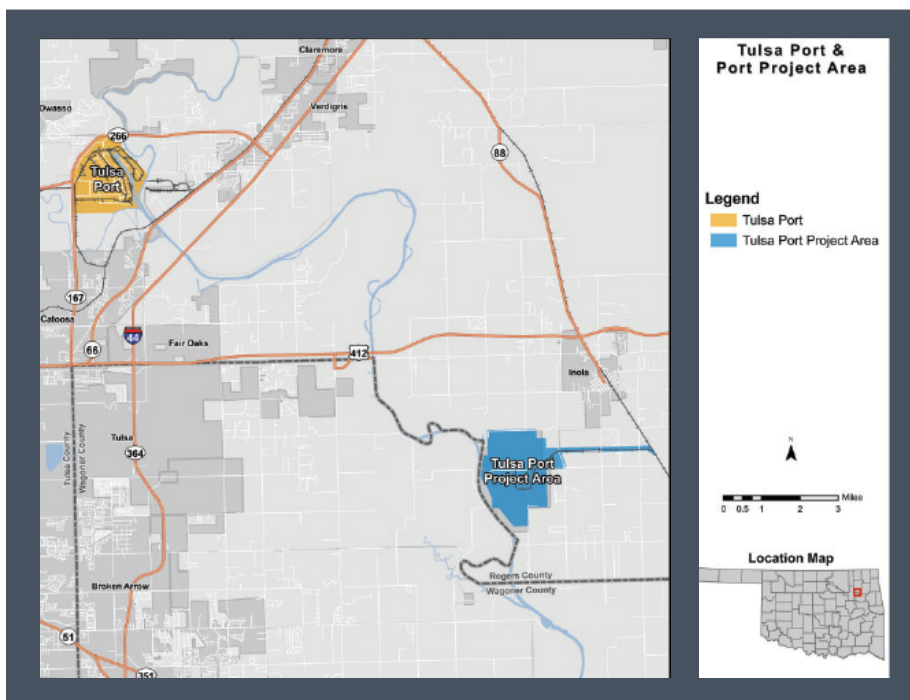 Claremore
Owasso
Verdigris
266
88
Tulsa
Port
167
Catoosa
66
44
Fair Oaks
412
Inola
Tulsa
364
Tulsa County
Wagoner County
Tulsa Port
Project Area
Broken Arrow
Rogers County
Wagoner County
51
351
Tulsa Port &
Port Project Area
Legend
Tulsa Port
Tulsa Port Project Area
N
Miles
0 0.5 1 2 3
Location Map